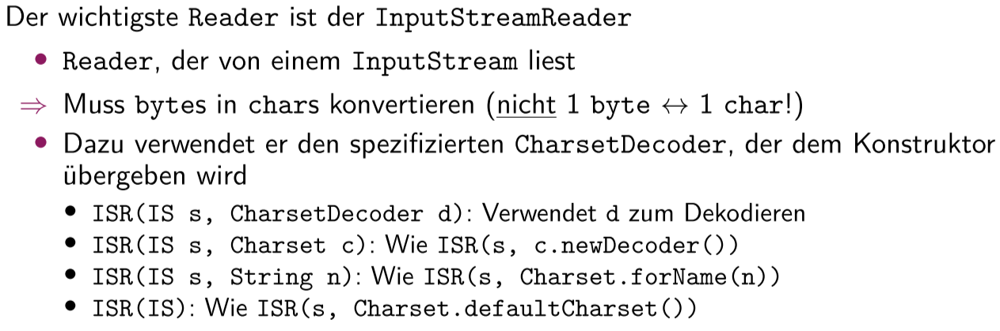 Der wichtigste Reader ist der InputStreamReader
• Reader, der von einem InputStream liest
⇒ Muss bytes in chars konvertieren (nicht 1 byte ↔ 1 char!)
• Dazu verwendet er den spezifizierten CharsetDecoder, der dem Konstruktor
übergeben wird
• ISR(IS s, CharsetDecoder d): Verwendet d zum Dekodieren
• ISR(IS s, Charset c): Wie ISR(s, c.newDecoder())
• ISR(IS s, String n): Wie ISR(s, Charset.forName(n))
• ISR(IS): Wie ISR(s, Charset.defaultCharset())